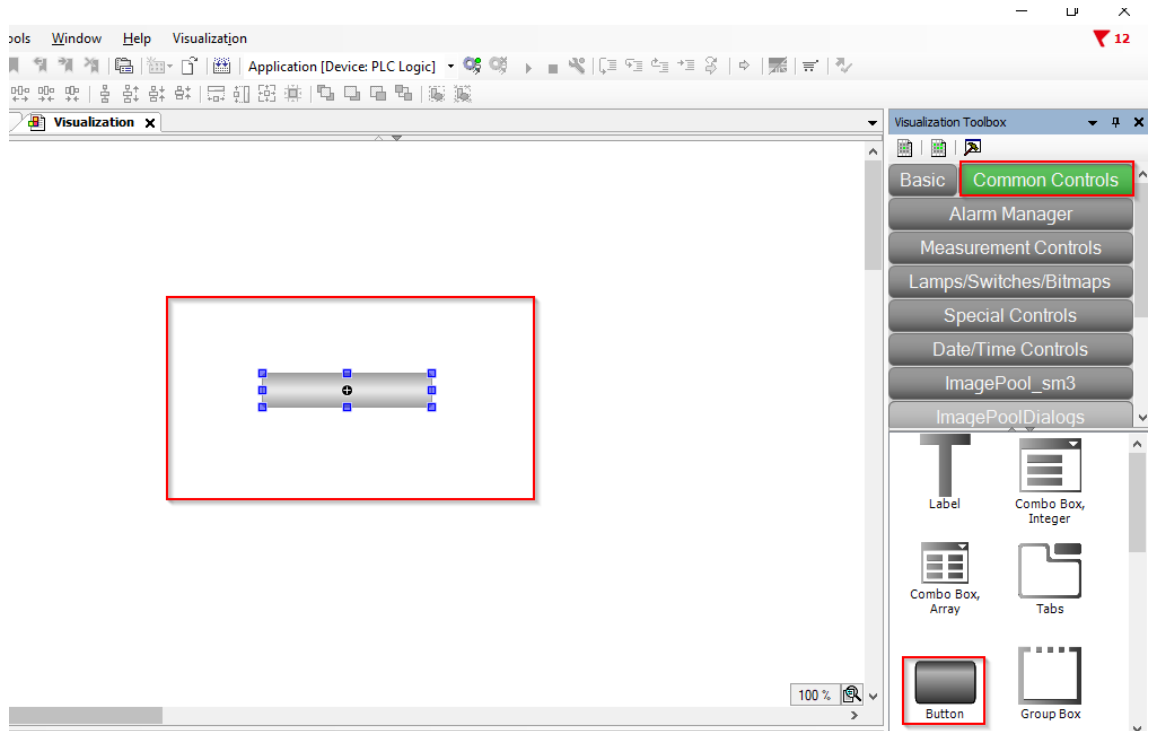 ools Window Help Visualization
12
Application [Device: PLC Logic]
Visualization
Visualization Toolbox
Basic Common Controls
Alarm Manager
Measurement Controls
Lamps/Switches/Bitmaps
Special Controls
Date/Time Controls
ImagePool_sm3
ImagePoolDialogs
Label
Combo Box,
Integer
Combo Box,
Array
Tabs
100 %
Button
Group Box